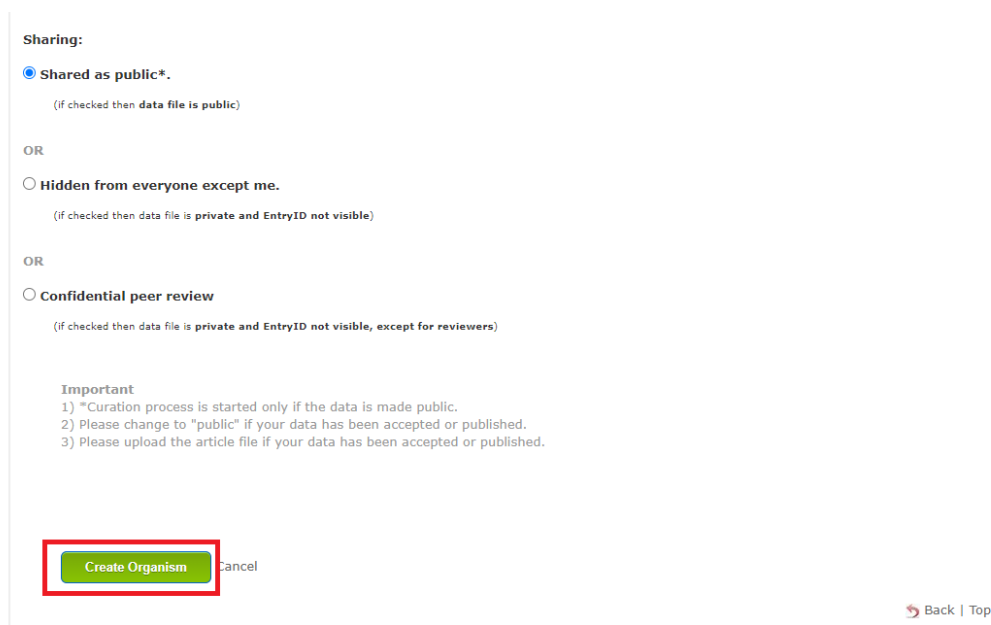 Sharing:
Shared as public*.
(if checked then data file is public)
OR
Hidden from everyone except me.
(if checked then data file is private and EntryID not visible)
OR
Confidential peer review
(if checked then data file is private and EntryID not visible, except for reviewers)
Important
1) *Curation process is started only if the data is made public.
2) Please change to "public" if your data has been accepted or published.
3) Please upload the article file if your data has been accepted or published.
Create Organism Cancel
Back | Top